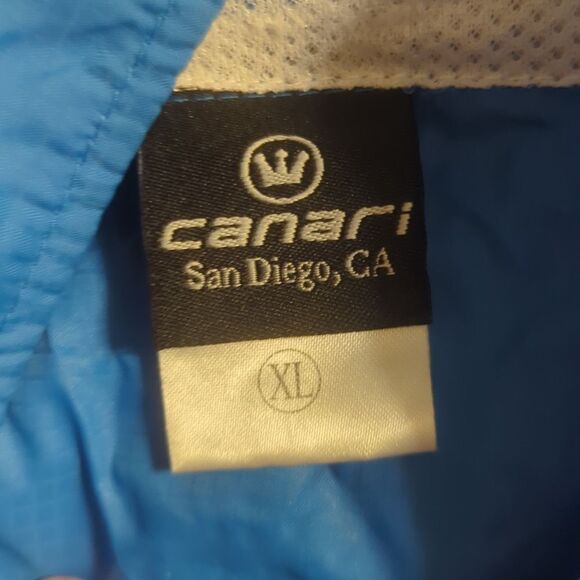 canari
San Diego, CA
XL